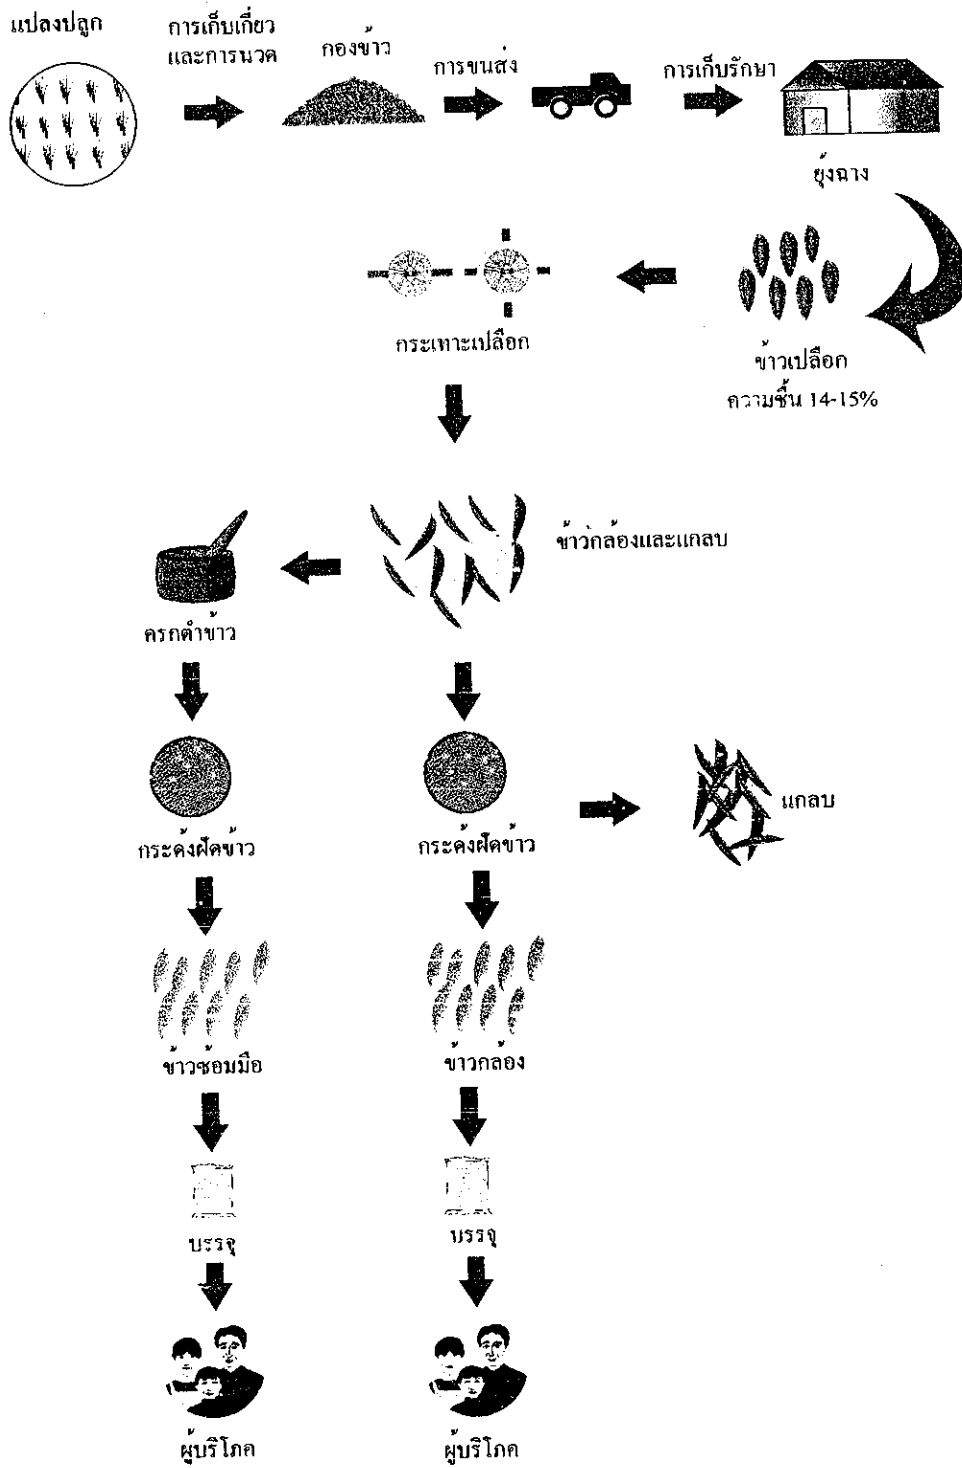 แปลงปลูก
การเก็บเกี่ยว
และการนวด
กองข้าว
การขนส่ง
การเก็บรักษา
ยุ้งฉาง
กระเทาะเปลือก
ข้าวเปลือก
ความชื้น 14-15%
ข้าวกล้องและแกลบ
ครกตำข้าว
กระด้งฝัดข้าว
กระด้งฝัดข้าว
แกลบ
ข้าวซ้อมมือ
ข้าวกล้อง
บรรจุ
บรรจุ
ผู้บริโภค
ผู้บริโภค